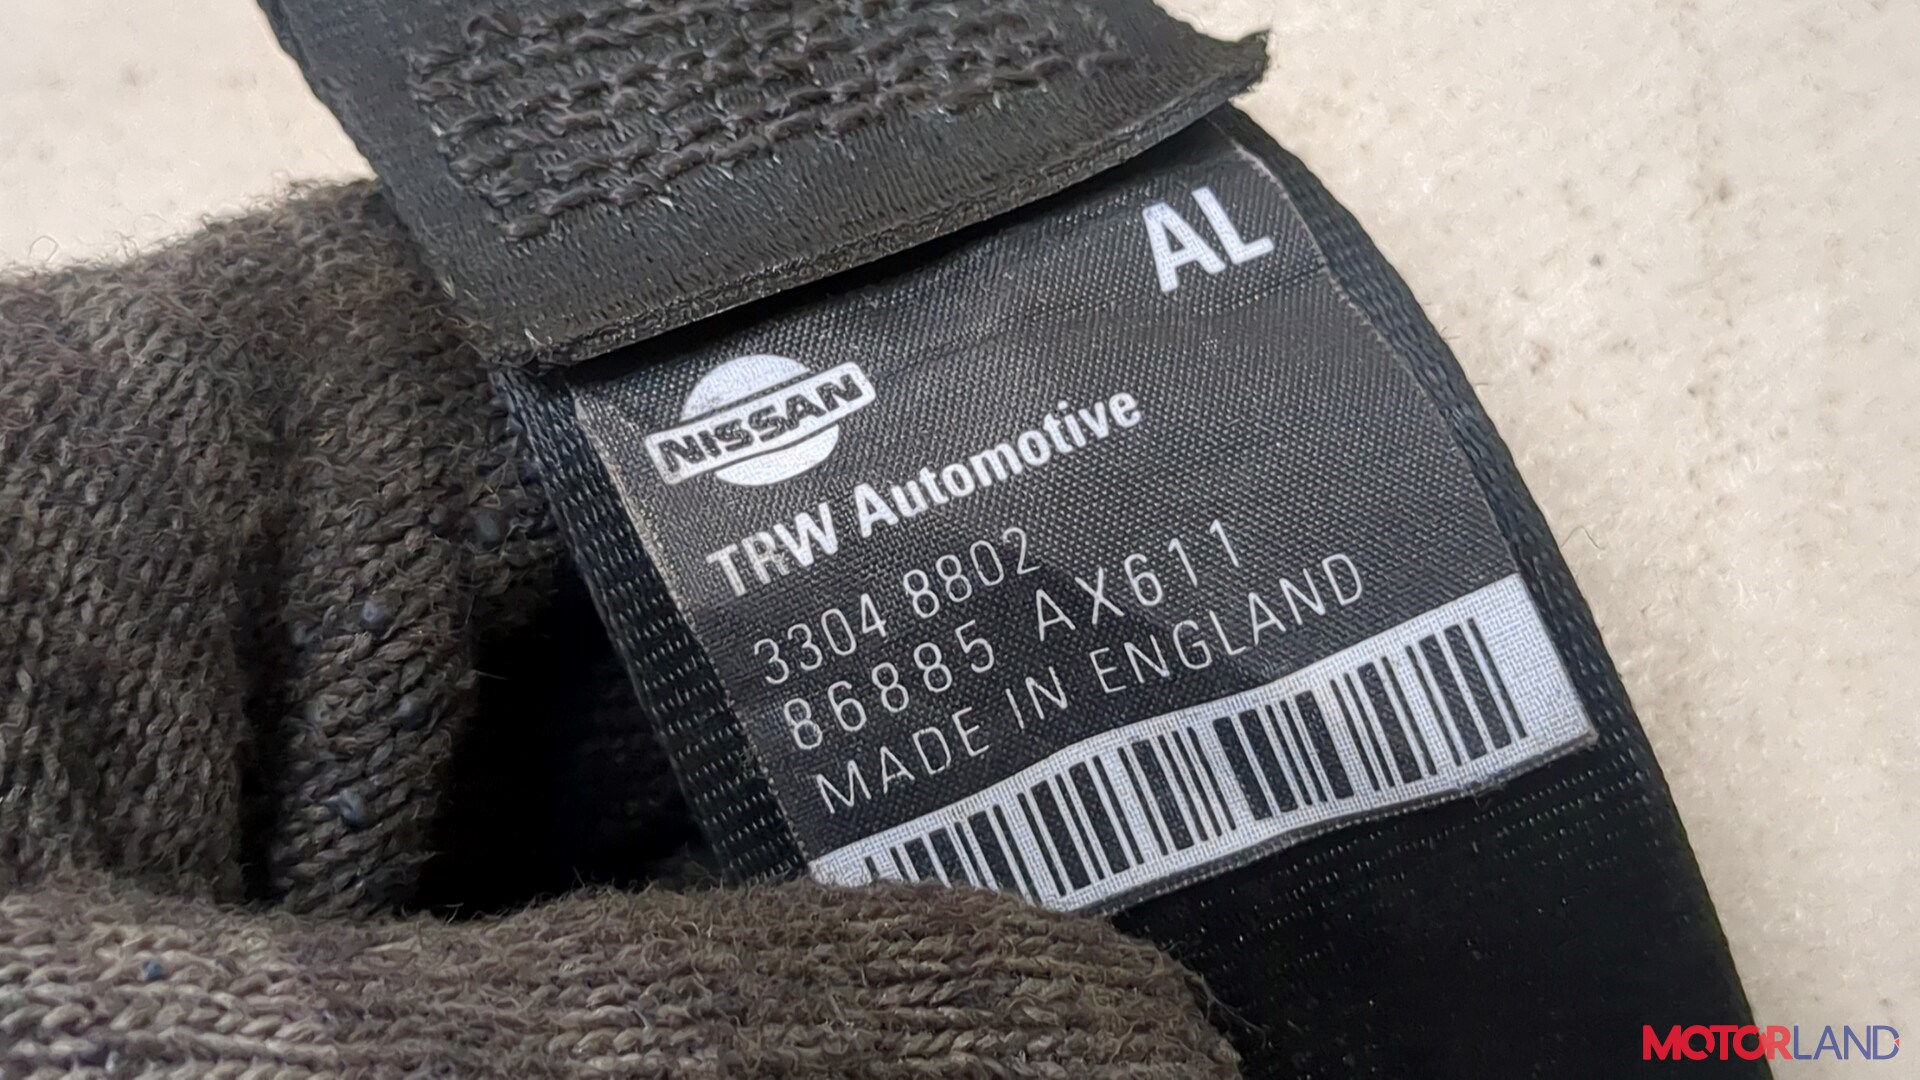 AL
NISSAN
TRW Automotive
3304 8802
86885 AX611
MADE IN ENGLAND
MOTORLAND